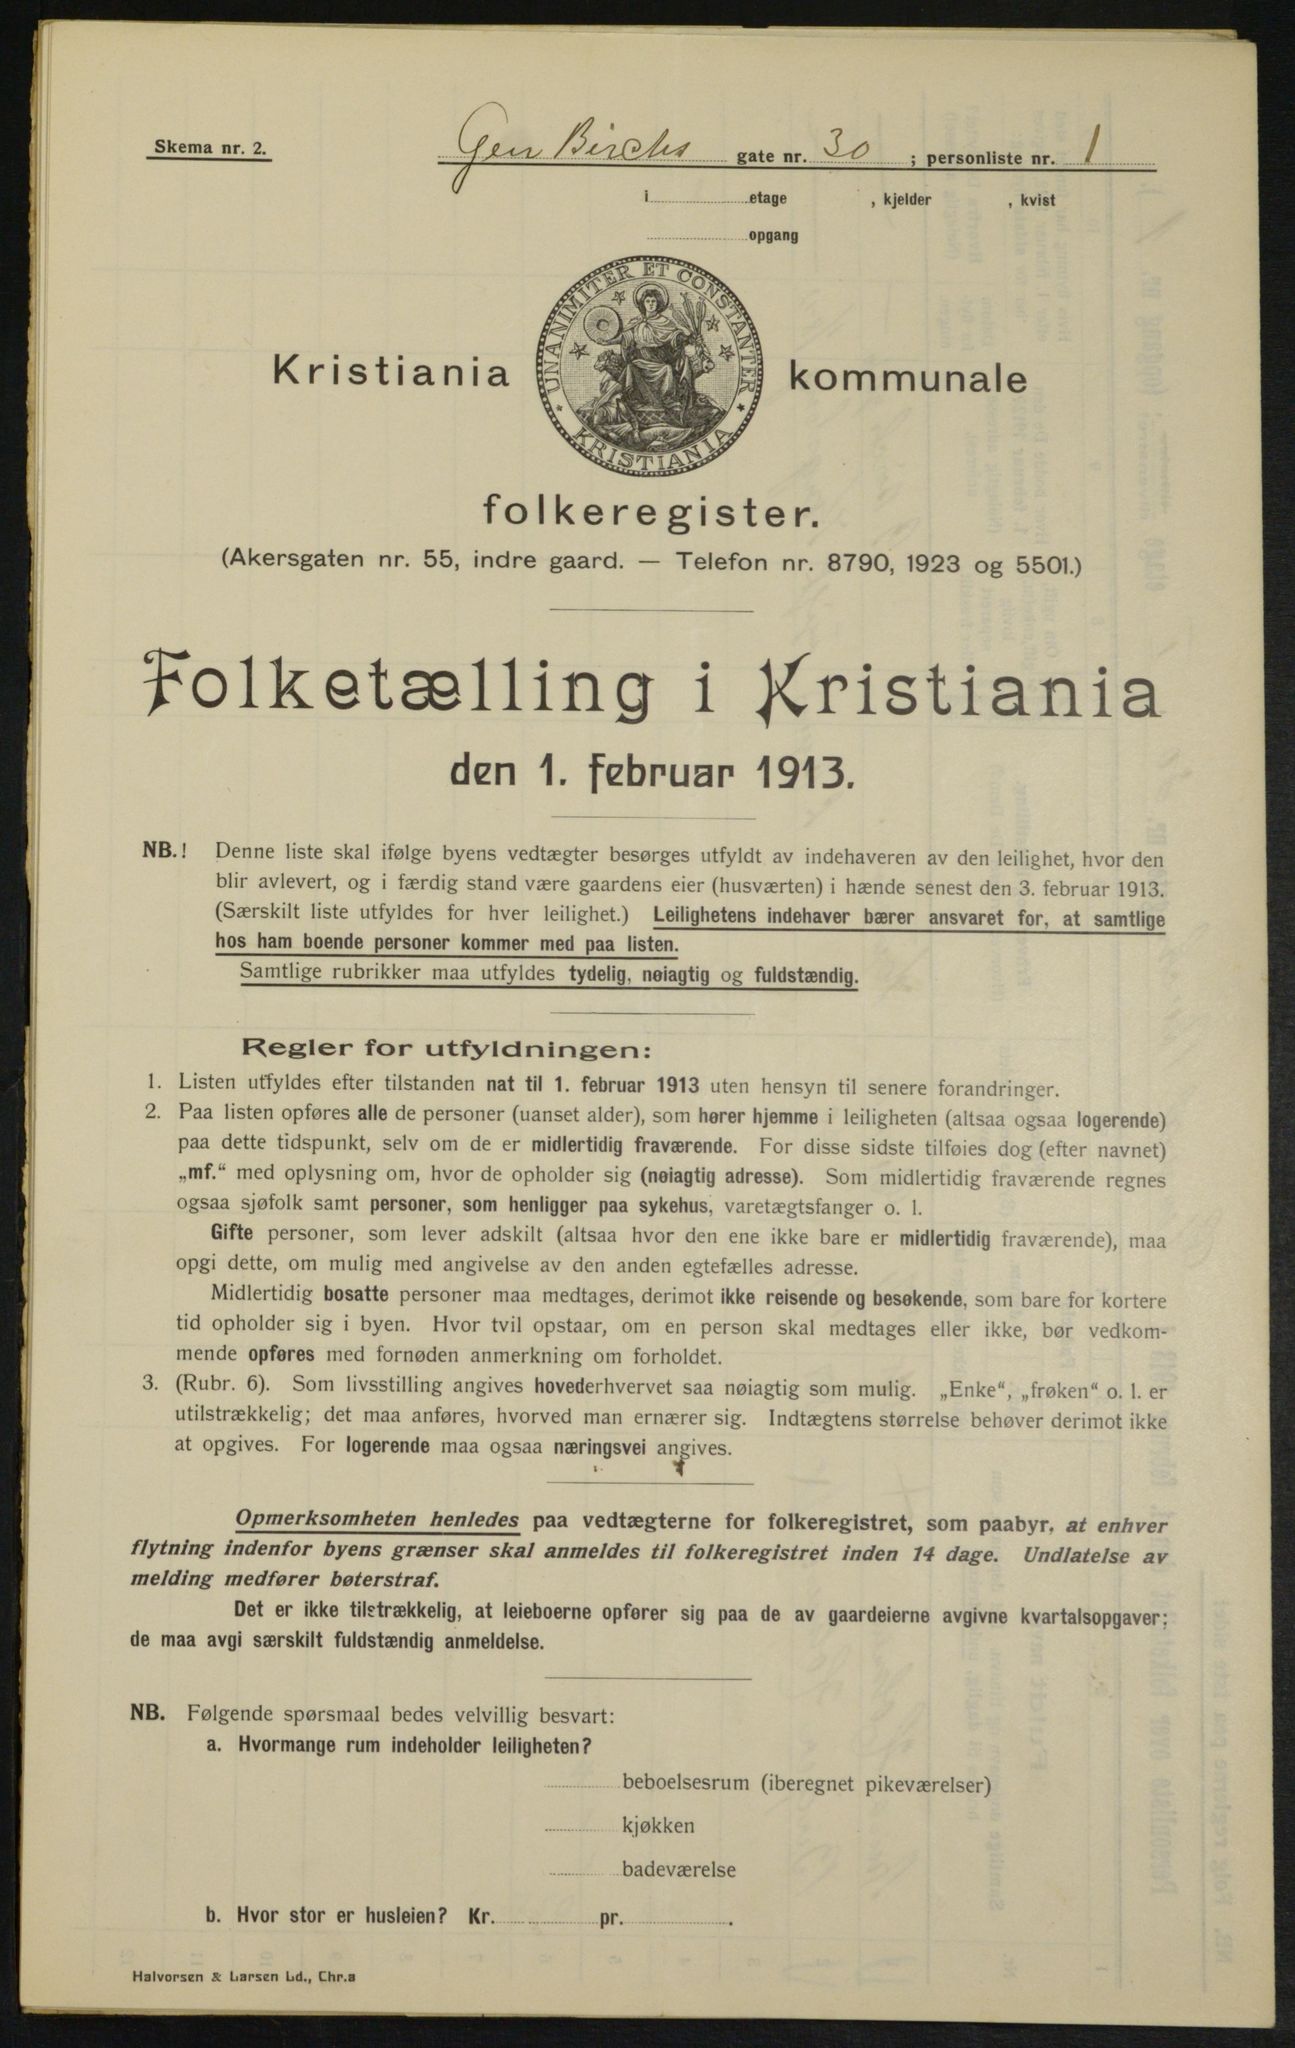 Skema nr. 2.
Gen Birchs gate nr. 30 ; personliste nr. 1
i etage , kjelder , kvist
opgang
UNANIMITER ET CONSTANTER
KRISTIANIA
Kristiania kommunale
folkeregister.
(Akersgaten nr. 55, indre gaard. — Telefon nr. 8790, 1923 og 5501.)
Folketælling i Kristiania
den 1. februar 1913.
NB.! Denne liste skal ifølge byens vedtægter besørges utfyldt av indehaveren av den leilighet, hvor den
blir avlevert, og i færdig stand være gaardens eier (husværten) i hænde senest den 3. februar 1913.
(Særskilt liste utfyldes for hver leilighet.) Leilighetens indehaver bærer ansvaret for, at samtlige
hos ham boende personer kommer med paa listen.
Samtlige rubrikker maa utfyldes tydelig, nøiagtig og fuldstændig.
Regler for utfyldningen:
1. Listen utfyldes efter tilstanden nat til 1. februar 1913 uten hensyn til senere forandringer.
2. Paa listen opføres alle de personer (uanset alder), som hører hjemme i leiligheten (altsaa ogsaa logerende)
paa dette tidspunkt, selv om de er midlertidig fraværende. For disse sidste tilføies dog (efter navnet)
„mf.“ med oplysning om, hvor de opholder sig (nøiagtig adresse). Som midlertidig fraværende regnes
ogsaa sjøfolk samt personer, som henligger paa sykehus, varetægtsfanger o. l.
Gifte personer, som lever adskilt (altsaa hvor den ene ikke bare er midlertidig fraværende), maa
opgi dette, om mulig med angivelse av den anden egtefælles adresse.
Midlertidig bosatte personer maa medtages, derimot ikke reisende og besøkende, som bare for kortere
tid opholder sig i byen. Hvor tvil opstaar, om en person skal medtages eller ikke, bør vedkom-
mende opføres med fornøden anmerkning om forholdet.
3. (Rubr. 6). Som livsstilling angives hovederhvervet saa nøiagtig som mulig. „Enke“, „frøken“ o. l. er
utilstrækkelig; det maa anføres, hvorved man ernærer sig. Indtægtens størrelse behøver derimot ikke
at opgives. For logerende maa ogsaa næringsvei angives.
Opmerksomheten henledes paa vedtægterne for folkeregistret, som paabyr, at enhver
flytning indenfor byens grænser skal anmeldes til folkeregistret inden 14 dage. Undlatelse av
melding medfører bøterstraf.
Det er ikke tilstrækkelig, at leieboerne opfører sig paa de av gaardeierne avgivne kvartalsopgaver;
de maa avgi særskilt fuldstændig anmeldelse.
NB. Følgende spørsmaal bedes velvillig besvart:
a. Hvormange rum indeholder leiligheten?
beboelsesrum (iberegnet pikeværelser)
kjøkken
badeværelse
b. Hvor stor er husleien? Kr. pr. .
Halvorsen & Larsen Ld., Chr.a